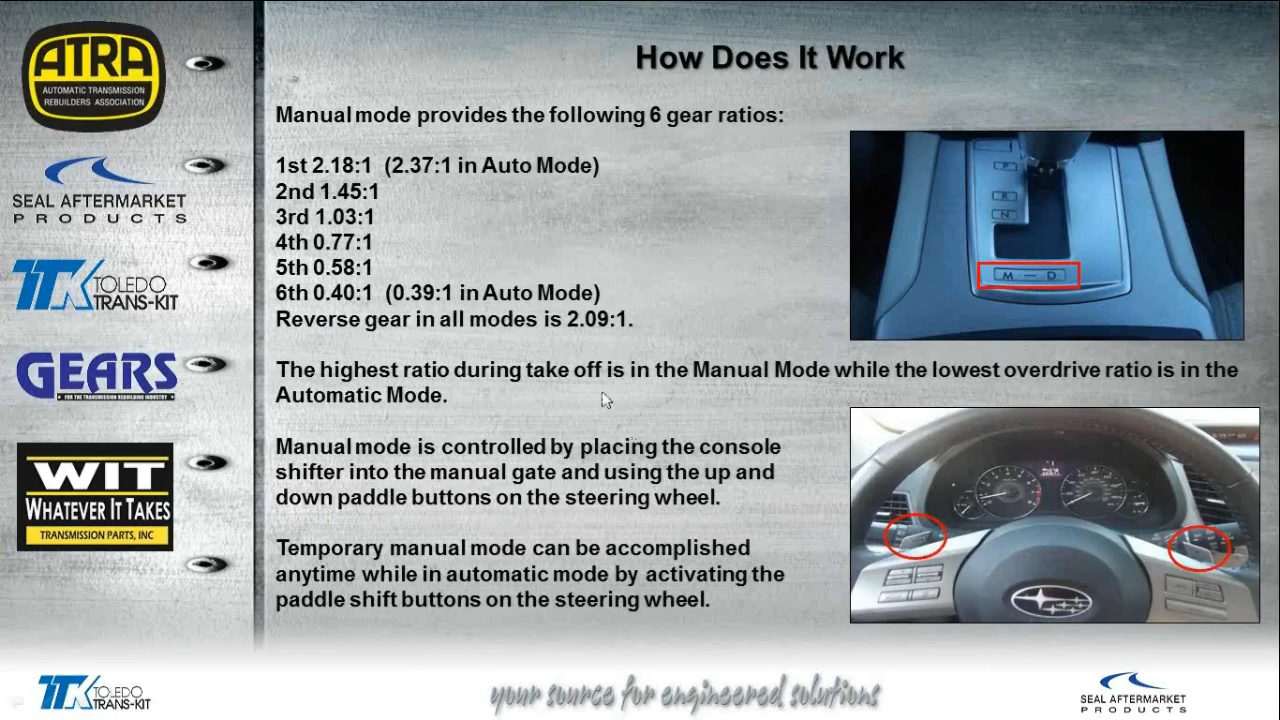 ATRA
AUTOMATIC TRANSMISSION
REBUILDERS ASSOCIATION
SEAL AFTERMARKET
PRODUCTS
TTK TOLEDO
TRANS-KIT
GEARS
FOR THE TRANSMISSION REBUILDING INDUSTRY
WIT
WHATEVER IT TAKES
TRANSMISSION PARTS, INC
How Does It Work
Manual mode provides the following 6 gear ratios:
1st 2.18:1 (2.37:1 in Auto Mode)
2nd 1.45:1
3rd 1.03:1
4th 0.77:1
5th 0.58:1
6th 0.40:1 (0.39:1 in Auto Mode)
Reverse gear in all modes is 2.09:1.
P
R
N
M — D
The highest ratio during take off is in the Manual Mode while the lowest overdrive ratio is in the
Automatic Mode.
Manual mode is controlled by placing the console
shifter into the manual gate and using the up and
down paddle buttons on the steering wheel.
Temporary manual mode can be accomplished
anytime while in automatic mode by activating the
paddle shift buttons on the steering wheel.
TTK TOLEDO
TRANS-KIT
your source for engineered solutions
SEAL AFTERMARKET
PRODUCTS